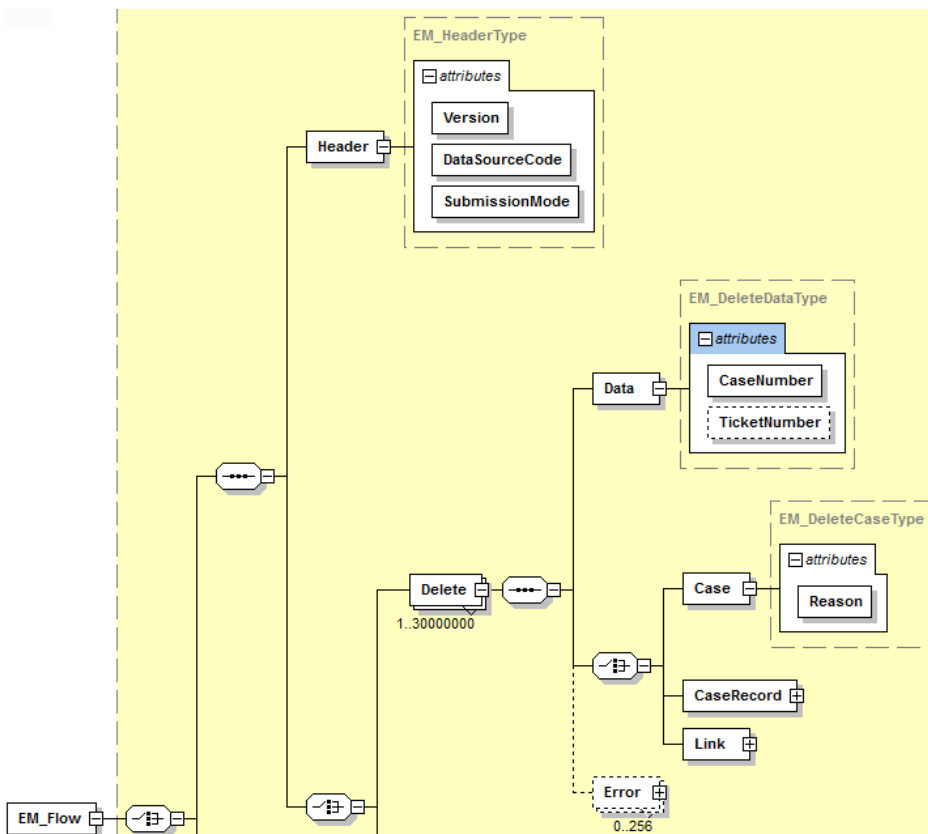 EM_HeaderType
attributes
Version
Header
DataSourceCode
SubmissionMode
EM_DeleteDataType
attributes
CaseNumber
Data
TicketNumber
EM_DeleteCaseType
attributes
Delete
Case
Reason
1..30000000
CaseRecord
Link
Error
EM_Flow
0..256